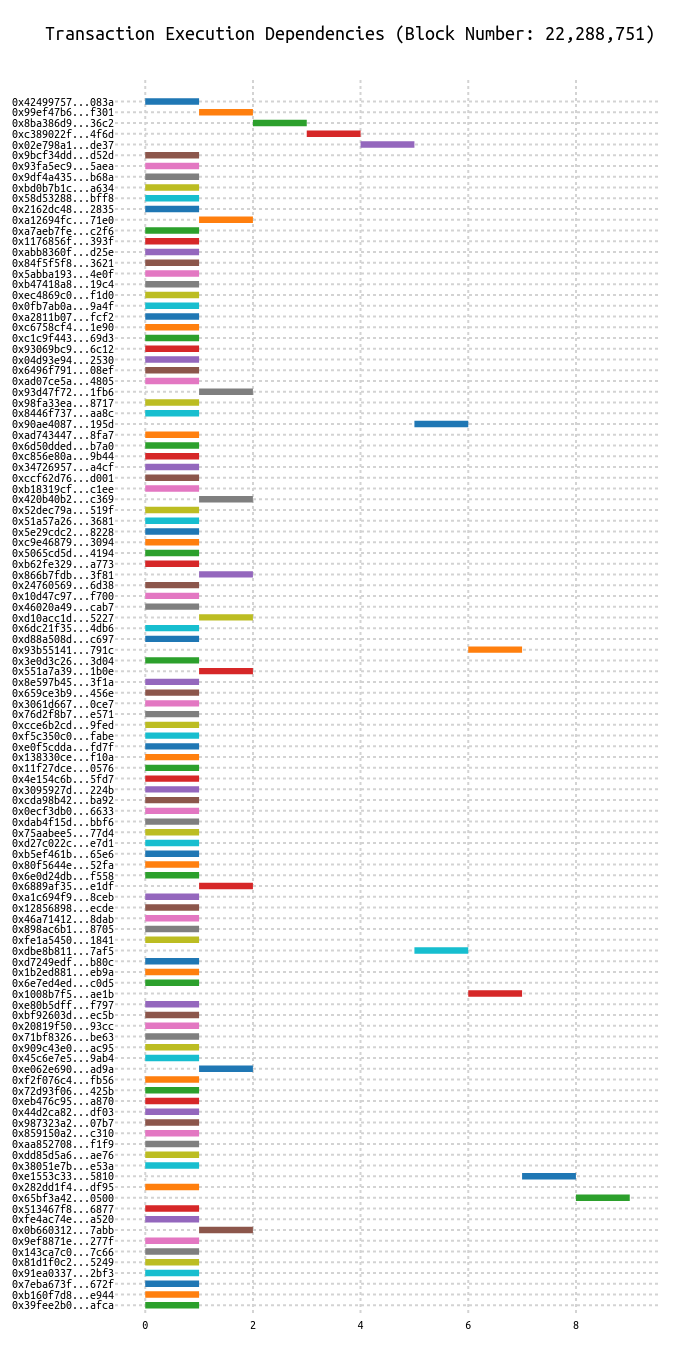 Transaction Execution Dependencies (Block Number: 22,288,751)
0x42499757...083a
0x99ef47b6...f301
0x8ba386d9...36c2
0xc389022f...4f6d
0x02e798a1...de37
0x9bcf34dd...d52d
0x93fa5ec9...5aea
0x9df4a435...b68a
0xbd0b7b1c...a634
0x58d53288...bff8
0x2162dc48...2835
0xa12694fc...71e0
0xa7aeb7fe...c2f6
0x1176856f...393f
0xabb8360f...d25e
0x84f5f5f8...3621
0x5abba193...4e0f
0xb47418a8...19c4
0xec4869c0...f1d0
0x0fb7ab0a...9a4f
0xa2811b07...fcf2
0xc6758cf4...1e90
0xc1c9f443...69d3
0x93069bc9...6c12
0x04d93e94...2530
0x6496f791...08ef
0xad07ce5a...4805
0x93d47f72...1fb6
0x98fa33ea...8717
0x8446f737...aa8c
0x90ae4087...195d
0xad743447...8fa7
0x6d50dded...b7a0
0xc856e80a...9b44
0x34726957...a4cf
0xccf62d76...d001
0xb18319cf...c1ee
0x420b40b2...c369
0x52dec79a...519f
0x51a57a26...3681
0x5e29cdc2...8228
0xc9e46879...3094
0x5065cd5d...4194
0xb62fe329...a773
0x866b7fdb...3f81
0x24760569...6d38
0x10d47c97...f700
0x46020a49...cab7
0xd10acc1d...5227
0x6dc21f35...4db6
0xd88a508d...c697
0x93b55141...791c
0x3e0d3c26...3d04
0x551a7a39...1b0e
0x8e597b45...3f1a
0x659ce3b9...456e
0x3061d667...0ce7
0x76d2f8b7...e571
0xcce6b2cd...9fed
0xf5c350c0...fabe
0xe0f5cdda...fd7f
0x138330ce...f10a
0x11f27dce...0576
0x4e154c6b...5fd7
0x3095927d...224b
0xcda98b42...ba92
0x0ecf3db0...6633
0xdab4f15d...bbf6
0x75aabee5...77d4
0xd27c022c...e7d1
0xb5ef461b...65e6
0x80f5644e...52fa
0x6e0d24db...f558
0x6889af35...e1df
0xa1c694f9...8ceb
0x12856898...ecde
0x46a71412...8dab
0x898ac6b1...8705
0xfe1a5450...1841
0xdbe8b811...7af5
0xd7249edf...b80c
0x1b2ed881...eb9a
0x6e7ed4ed...c0d5
0x1008b7f5...ae1b
0xe80b5dff...f797
0xbf92603d...ec5b
0x20819f50...93cc
0x71bf8326...be63
0x909c43e0...ac95
0x45c6e7e5...9ab4
0xe062e690...ad9a
0xf2f076c4...fb56
0x72d93f06...425b
0xeb476c95...a870
0x44d2ca82...df03
0x987323a2...07b7
0x859150a2...c310
0xaa852708...f1f9
0xdd85d5a6...ae76
0x38051e7b...e53a
0xe1553c33...5810
0x282dd1f4...df95
0x65bf3a42...0500
0x513467f8...6877
0xfe4ac74e...a520
0x0b660312...7abb
0x9ef8871e...277f
0x143ca7c0...7c66
0x81d1f0c2...5249
0x91ea0337...2bf3
0x7eba673f...672f
0xb160f7d8...e944
0x39fee2b0...afca
0 2 4 6 8